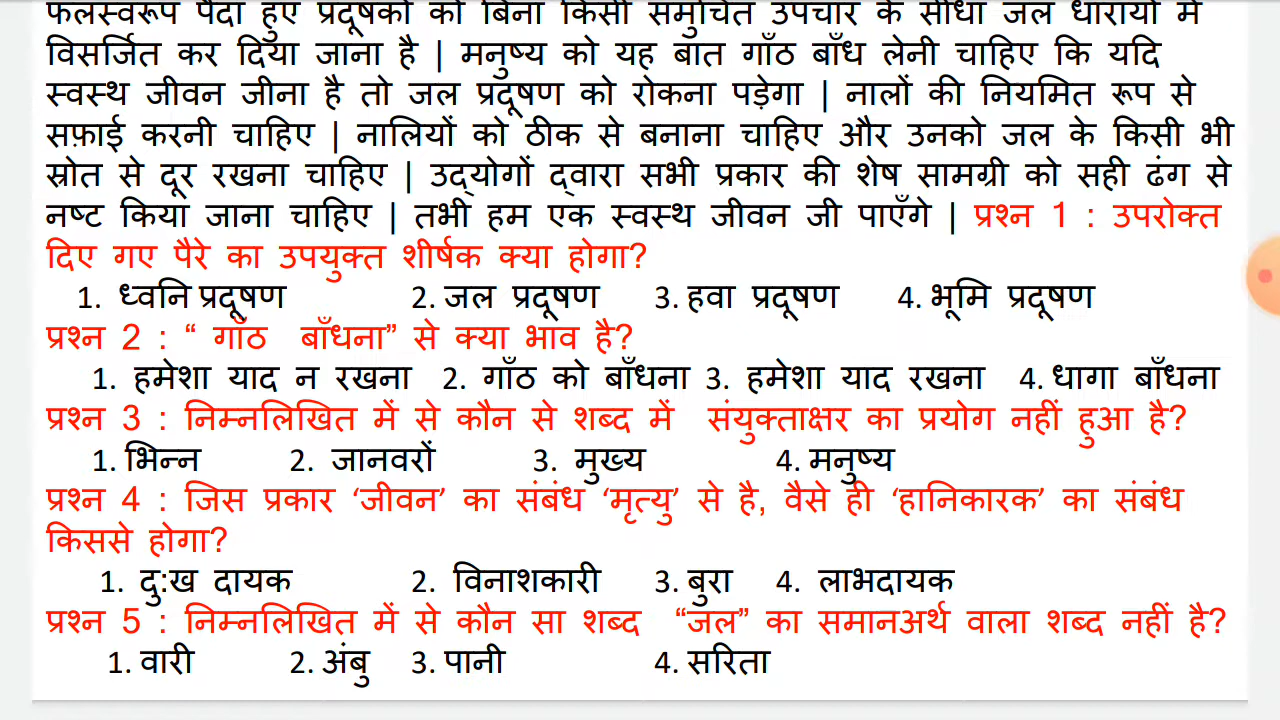 फलस्वरूप पैदा हुए प्रदूषकों को बिना किसी समुचित उपचार के सीधा जल धारायों में
विसर्जित कर दिया जाना है | मनुष्य को यह बात गाँठ बाँध लेनी चाहिए कि यदि
स्वस्थ जीवन जीना है तो जल प्रदूषण को रोकना पड़ेगा | नालों की नियमित रूप से
सफ़ाई करनी चाहिए | नालियों को ठीक से बनाना चाहिए और उनको जल के किसी भी
स्रोत से दूर रखना चाहिए | उद्योगों द्वारा सभी प्रकार की शेष सामग्री को सही ढंग से
नष्ट किया जाना चाहिए | तभी हम एक स्वस्थ जीवन जी पाएँगे | प्रश्न 1 : उपरोक्त
दिए गए पैरे का उपयुक्त शीर्षक क्या होगा?
1. ध्वनि प्रदूषण 2. जल प्रदूषण 3. हवा प्रदूषण 4. भूमि प्रदूषण
प्रश्न 2 : “ गाँठ बाँधना” से क्या भाव है?
1. हमेशा याद न रखना 2. गाँठ को बाँधना 3. हमेशा याद रखना 4. धागा बाँधना
प्रश्न 3 : निम्नलिखित में से कौन से शब्द में संयुक्ताक्षर का प्रयोग नहीं हुआ है?
1. भिन्न 2. जानवरों 3. मुख्य 4. मनुष्य
प्रश्न 4 : जिस प्रकार ‘जीवन’ का संबंध ‘मृत्यु’ से है, वैसे ही ‘हानिकारक’ का संबंध
किससे होगा?
1. दु:ख दायक 2. विनाशकारी 3. बुरा 4. लाभदायक
प्रश्न 5 : निम्नलिखित में से कौन सा शब्द “जल” का समानअर्थ वाला शब्द नहीं है?
1. वारी 2. अंबु 3. पानी 4. सरिता